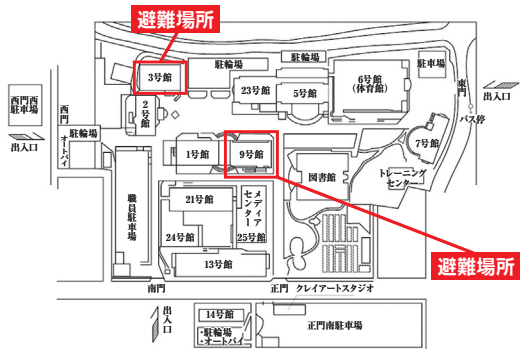 避難場所
3号館
駐輪場
駐輪場
駐車場
6号館
(体育館)
23号館
5号館
西門西
駐車場
西門
2号館
東門
出入口
バス停
出入口
駐輪場
オートバイ
7号館
1号館
9号館
図書館
トレーニング
センター
職員駐車場
21号館
メディア
センター
24号館
25号館
避難場所
13号館
南門
正門
クレイアートスタジオ
出入口
14号館
・駐輪場
・オートバイ
正門南駐車場